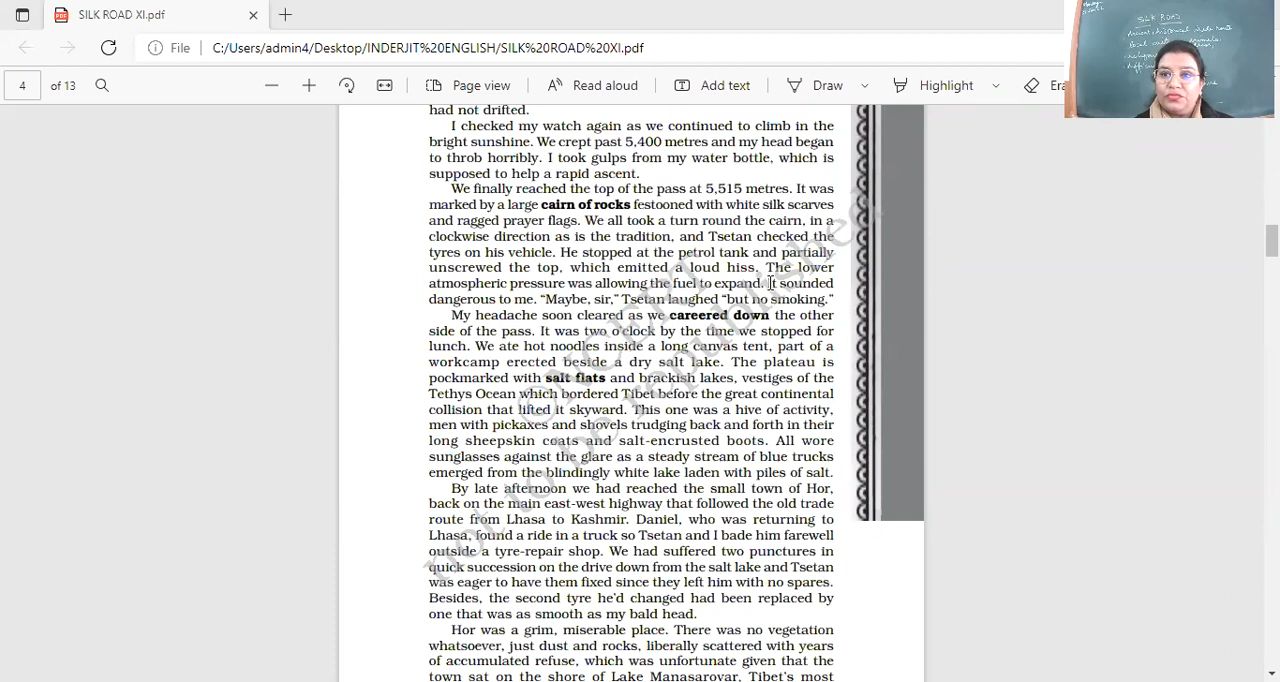 SILK ROAD XI.pdf
File
C:/Users/admin4/Desktop/INDERJIT%20ENGLISH/SILK%20ROAD%20XI.pdf
4 of 13
Page view
Read aloud
Add text
Draw
Highlight
Era
SILK ROAD
had not drifted.
I checked my watch again as we continued to climb in the
bright sunshine. We crept past 5,400 metres and my head began
to throb horribly. I took gulps from my water bottle, which is
supposed to help a rapid ascent.
We finally reached the top of the pass at 5,515 metres. It was
marked by a large cairn of rocks festooned with white silk scarves
and ragged prayer flags. We all took a turn round the cairn, in a
clockwise direction as is the tradition, and Tsetan checked the
tyres on his vehicle. He stopped at the petrol tank and partially
unscrewed the top, which emitted a loud hiss. The lower
atmospheric pressure was allowing the fuel to expand. It sounded
dangerous to me. “Maybe, sir,” Tsetan laughed “but no smoking.”
My headache soon cleared as we careered down the other
side of the pass. It was two o'clock by the time we stopped for
lunch. We ate hot noodles inside a long canvas tent, part of a
workcamp erected beside a dry salt lake. The plateau is
pockmarked with salt flats and brackish lakes, vestiges of the
Tethys Ocean which bordered Tibet before the great continental
collision that lifted it skyward. This one was a hive of activity,
men with pickaxes and shovels trudging back and forth in their
long sheepskin coats and salt-encrusted boots. All wore
sunglasses against the glare as a steady stream of blue trucks
emerged from the blindingly white lake laden with piles of salt.
By late afternoon we had reached the small town of Hor,
back on the main east-west highway that followed the old trade
route from Lhasa to Kashmir. Daniel, who was returning to
Lhasa, found a ride in a truck so Tsetan and I bade him farewell
outside a tyre-repair shop. We had suffered two punctures in
quick succession on the drive down from the salt lake and Tsetan
was eager to have them fixed since they left him with no spares.
Besides, the second tyre he'd changed had been replaced by
one that was as smooth as my bald head.
Hor was a grim, miserable place. There was no vegetation
whatsoever, just dust and rocks, liberally scattered with years
of accumulated refuse, which was unfortunate given that the
town sat on the shore of Lake Manasarovar, Tibet's most
© NCERT
not to be republished